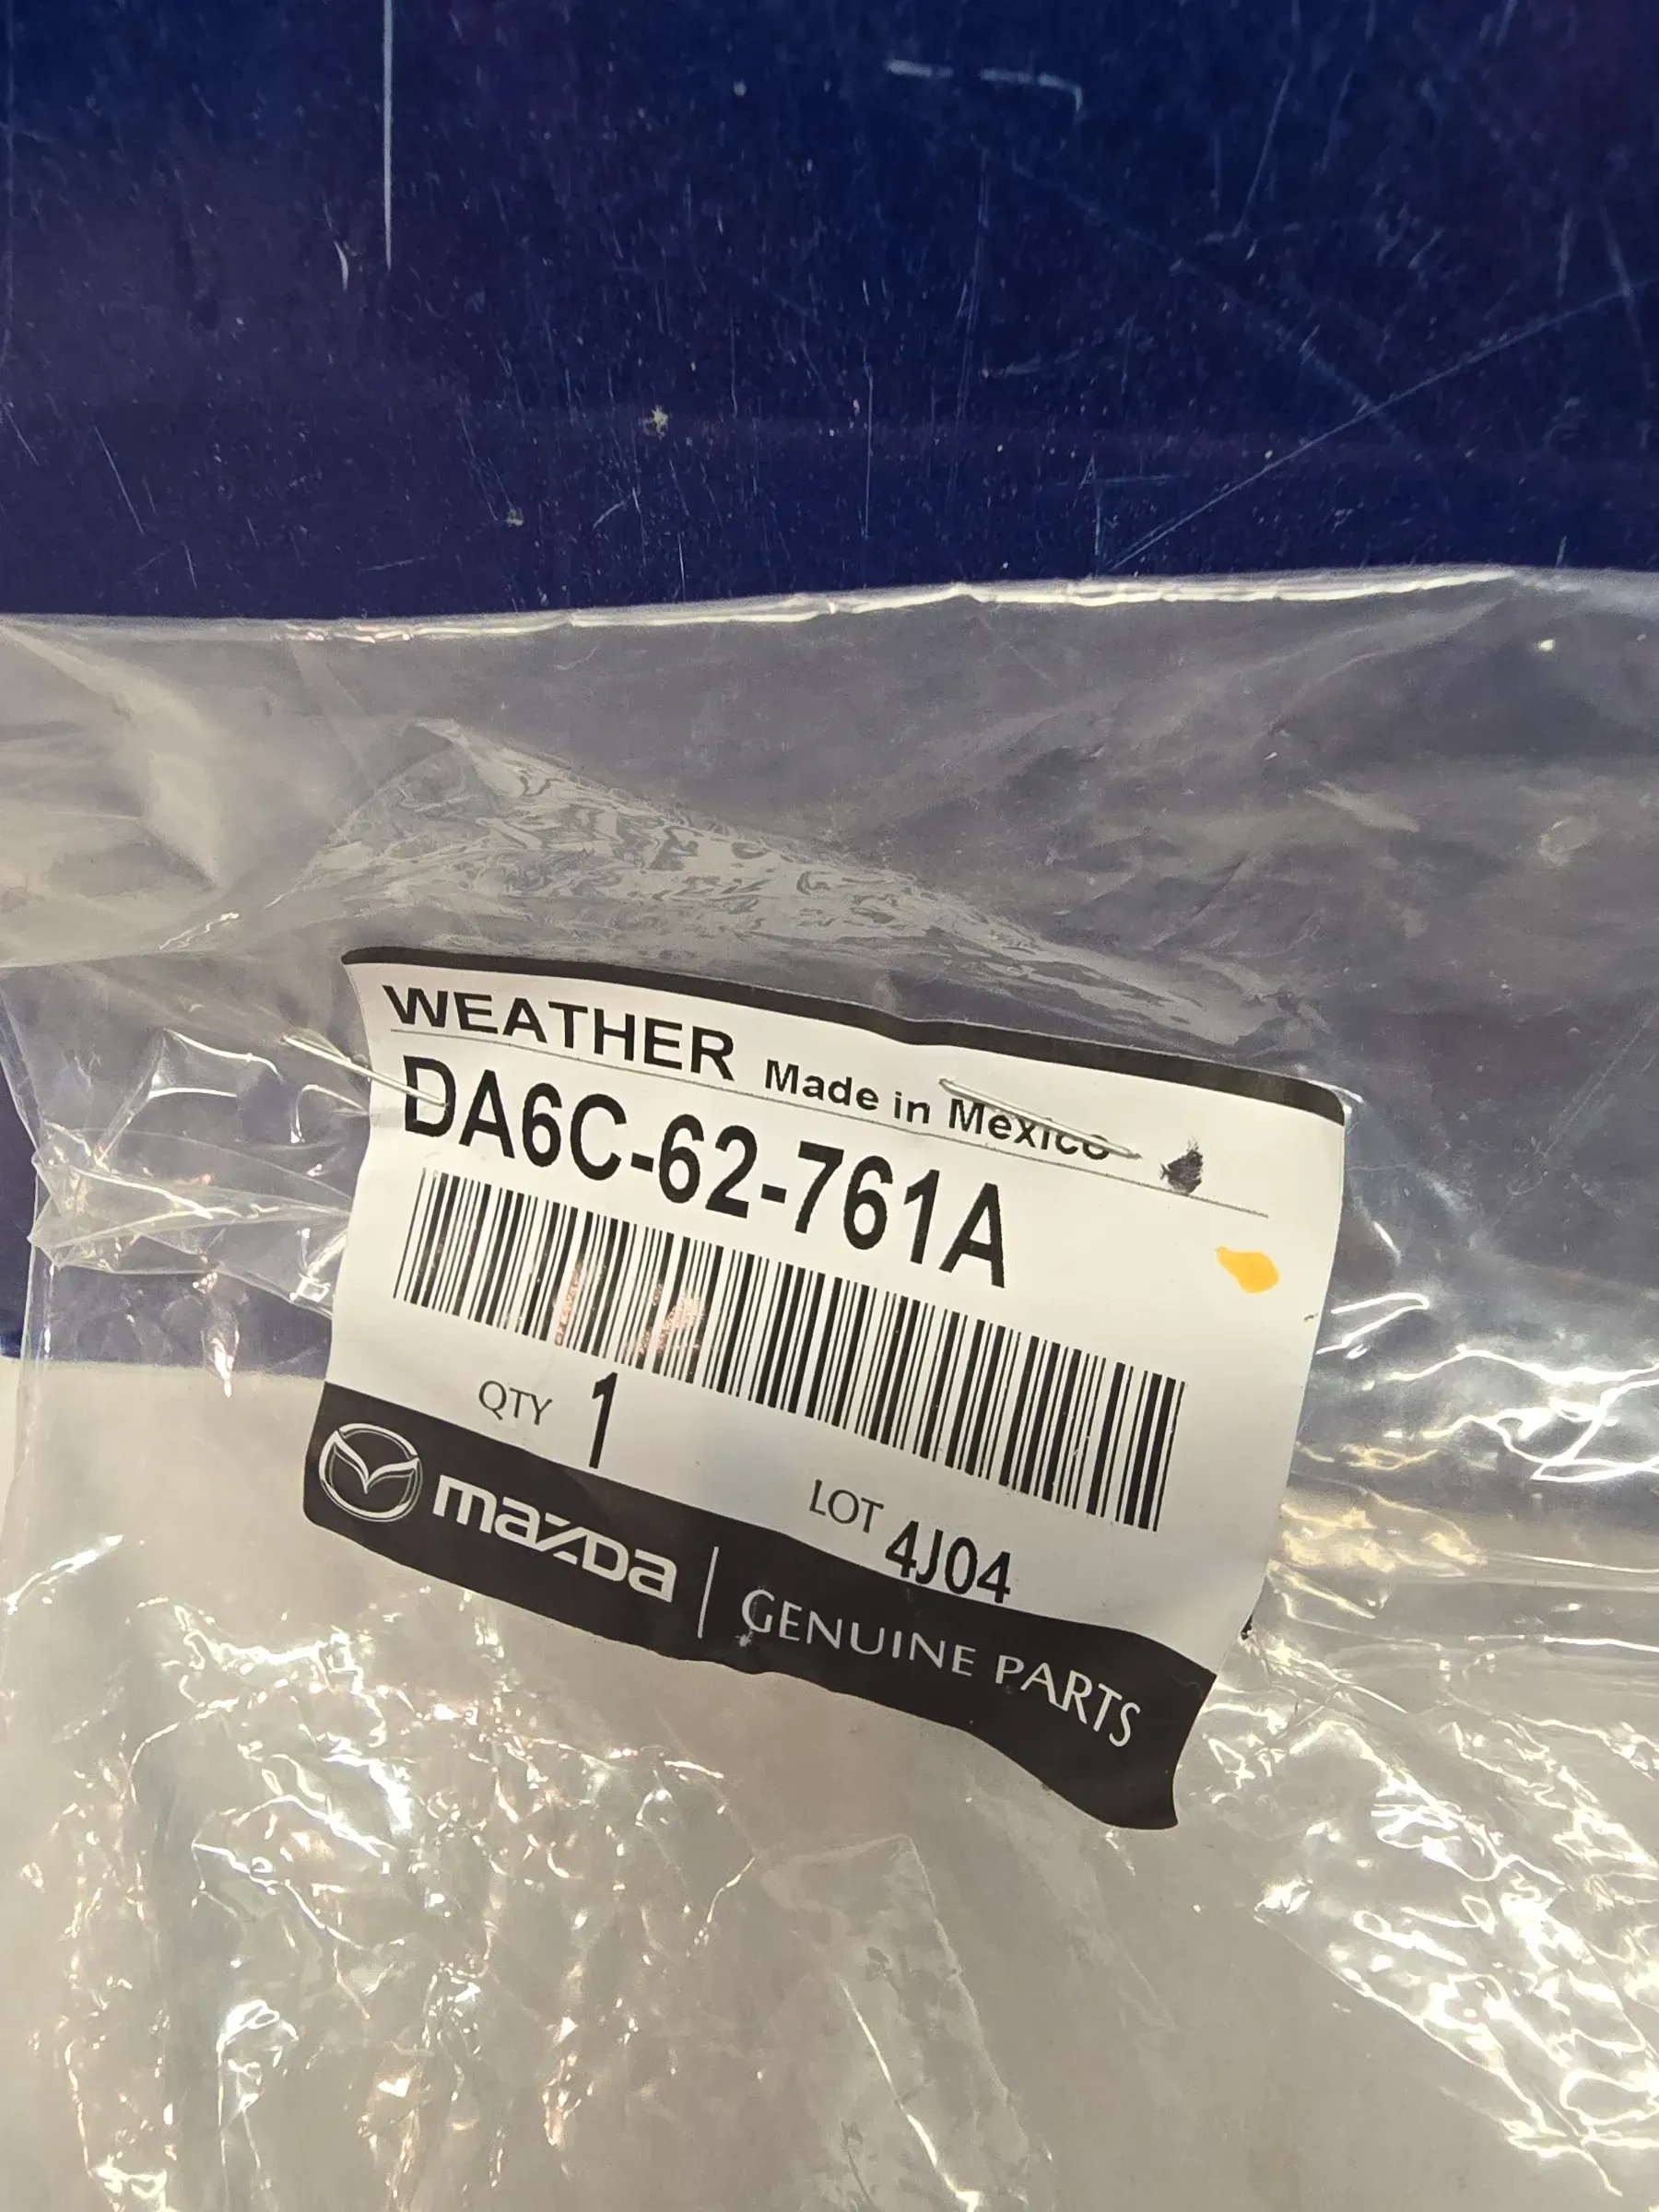 WEATHER Made in Mexico
DA6C-62-761A
QTY 1
LOT 4J04
mazda | GENUINE PARTS